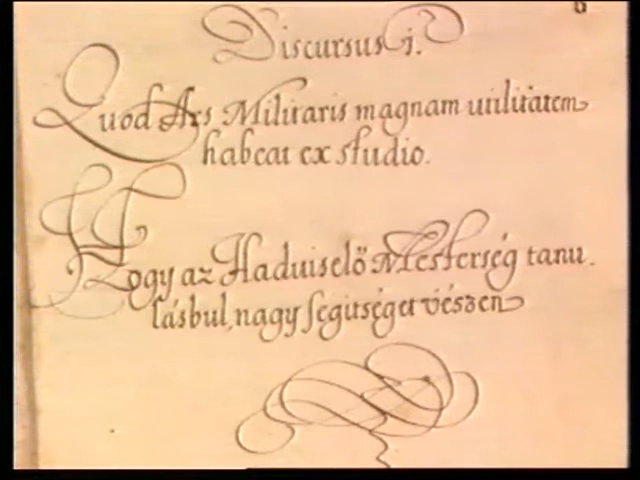 Discursus j.
Quod Ars Militaris magnam utilitatem
habeat ex studio.
Hogy az Haduiselö Mesterség tanu.
lásbul, nagy segitséget vészen